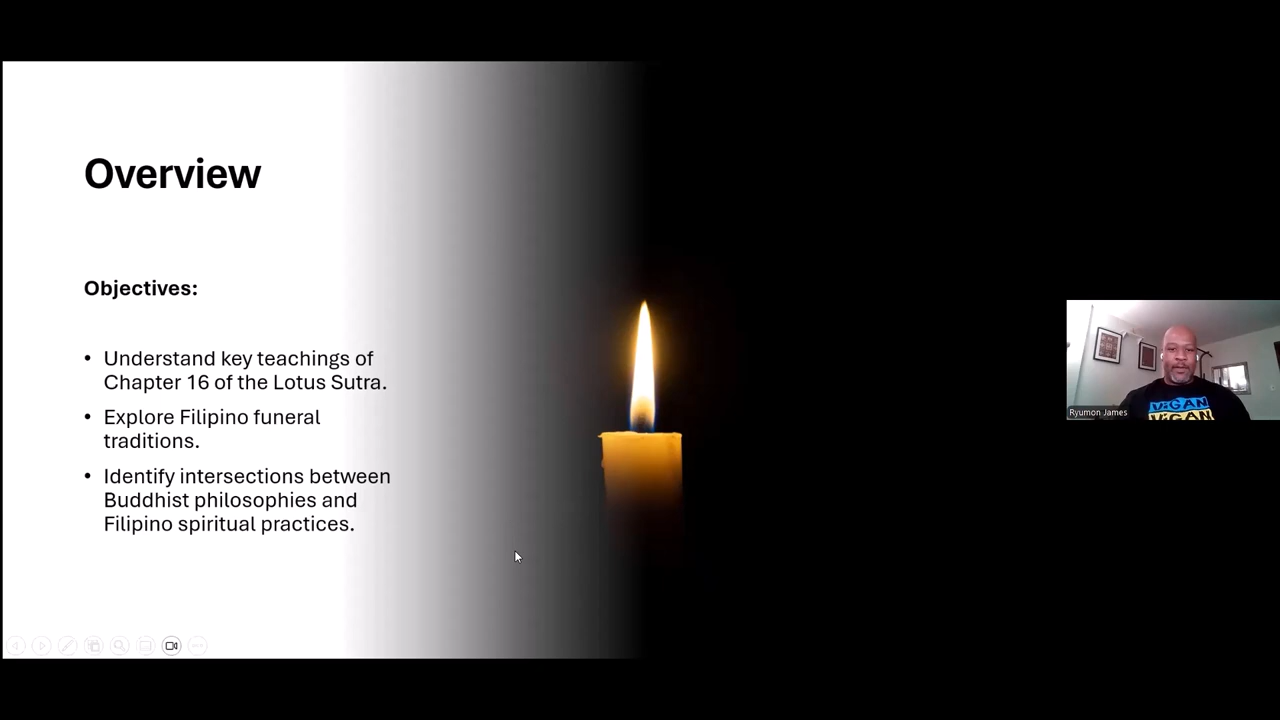 Overview
Objectives:
• Understand key teachings of
Chapter 16 of the Lotus Sutra.
• Explore Filipino funeral
traditions.
• Identify intersections between
Buddhist philosophies and
Filipino spiritual practices.
Ryumon James
VEGAN
VEGAN